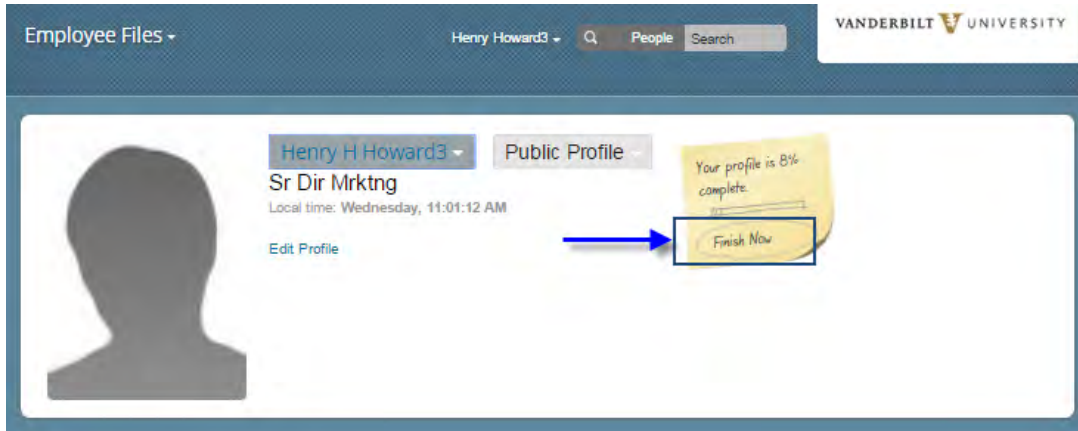 Employee Files
Henry Howard3
People
Search
VANDERBILT UNIVERSITY
Henry H Howard3
Public Profile
Sr Dir Mrktng
Local time: Wednesday, 11:01:12 AM
Edit Profile
Your profile is 8%
complete.
Finish Now